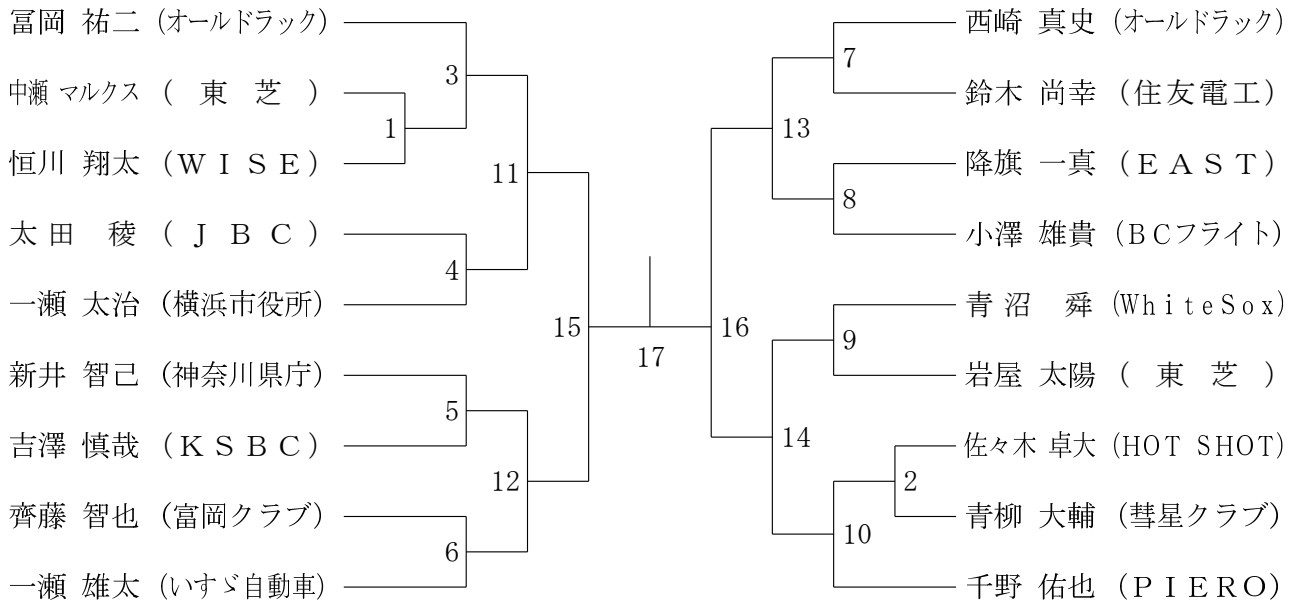 冨岡 祐二 (オールドラック)
3
中瀬 マルクス ( 東 芝 )
1
恒川 翔太 (ＷＩＳＥ)
11
太田 稜 (ＪＢＣ)
4
一瀬 太治 (横浜市役所)
15
新井 智己 (神奈川県庁)
5
吉澤 慎哉 (ＫＳＢＣ)
12
齊藤 智也 (富岡クラブ)
6
一瀬 雄太 (いすゞ自動車)
17
西崎 真史 (オールドラック)
7
鈴木 尚幸 (住友電工)
13
降旗 一真 (ＥＡＳＴ)
8
小澤 雄貴 (ＢＣフライト)
16
青沼 舜 (WhiteSox)
9
岩屋 太陽 ( 東 芝 )
14
佐々木 卓大 (HOT SHOT)
2
青柳 大輔 (彗星クラブ)
10
千野 佑也 (ＰＩＥＲＯ)